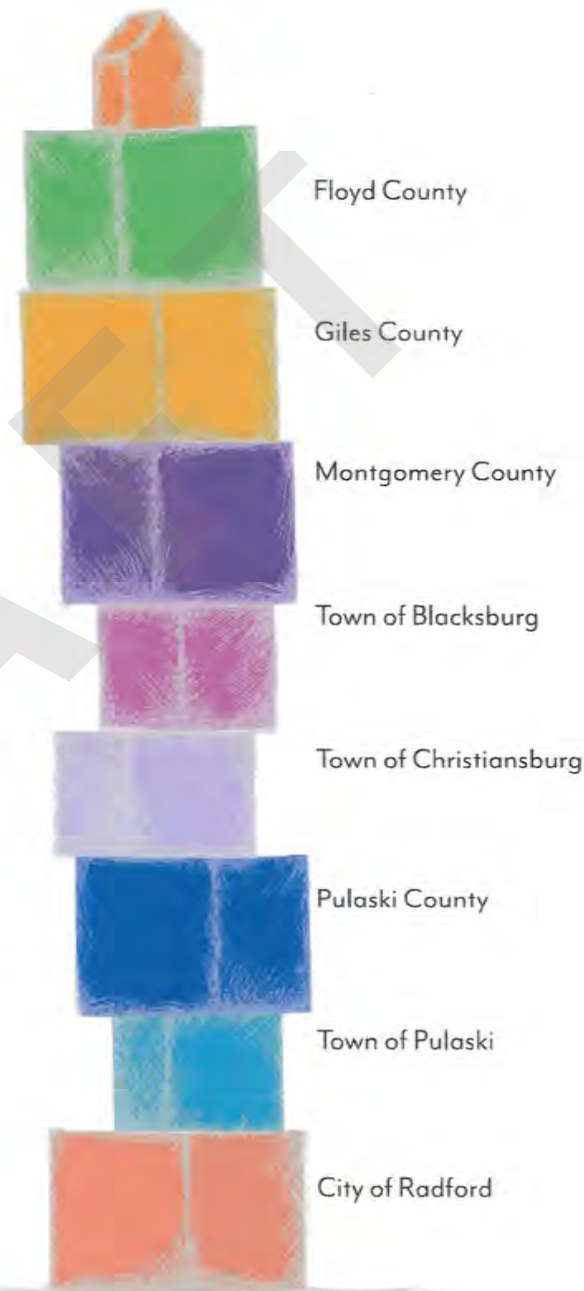 Floyd County
Giles County
Montgomery County
Town of Blacksburg
Town of Christiansburg
Pulaski County
Town of Pulaski
City of Radford